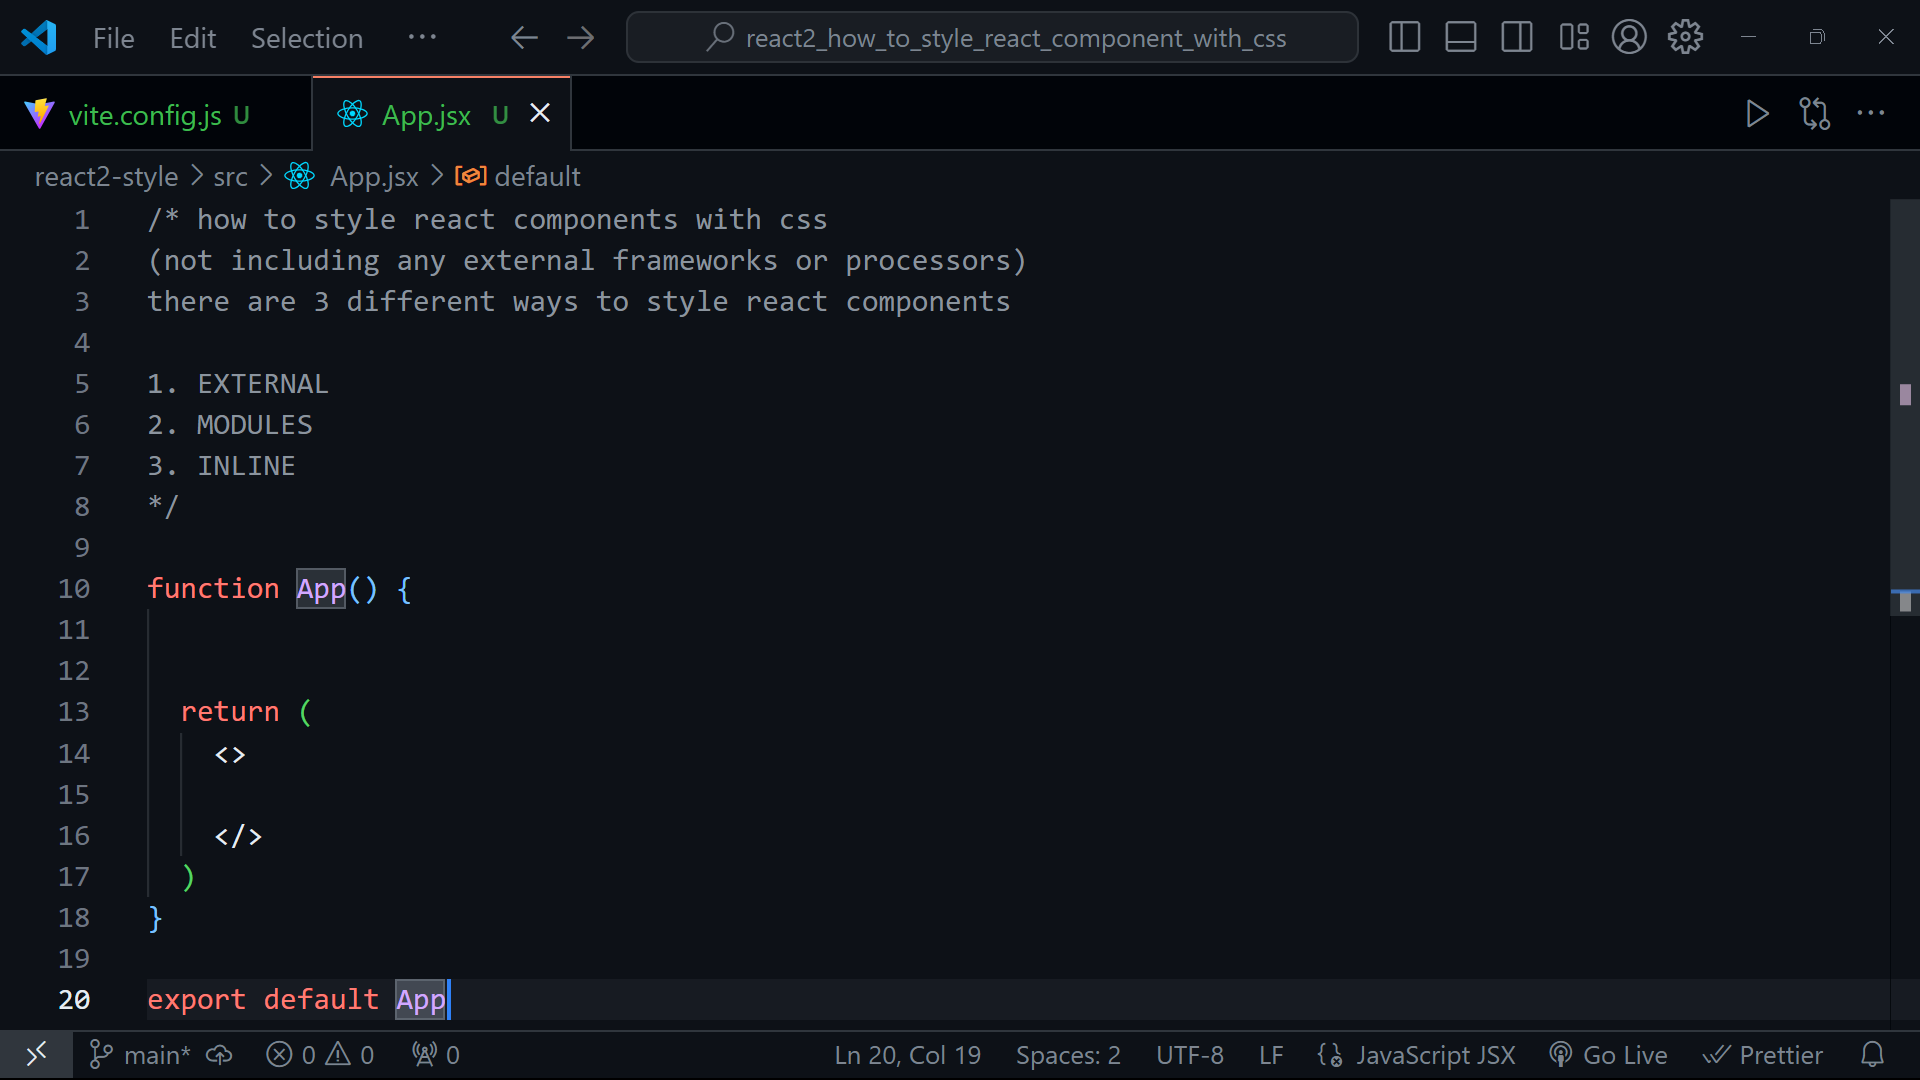 File Edit Selection ··· react2_how_to_style_react_component_with_css
vite.config.js U App.jsx U
react2-style > src > App.jsx > default
1 /* how to style react components with css
2 (not including any external frameworks or processors)
3 there are 3 different ways to style react components
4
5 1. EXTERNAL
6 2. MODULES
7 3. INLINE
8 */
9
10 function App() {
11
12
13 return (
14 <>
15
16 </>
17 )
18 }
19
20 export default App
main* 0 0 0 Ln 20, Col 19 Spaces: 2 UTF-8 LF JavaScript JSX Go Live Prettier